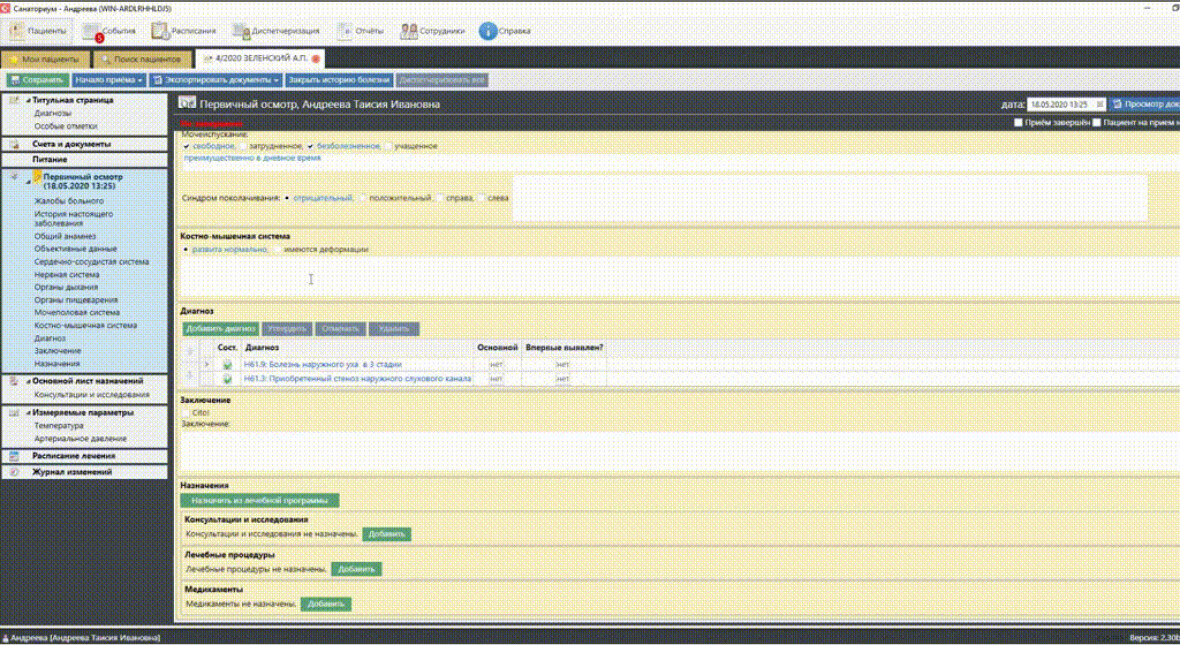 Санаториум - Андреева (WIN-ARDLRHHLDJ5)
Пациенты 5 События Расписания Диспетчеризация Отчёты Сотрудники Справка
Мои пациенты Поиск пациентов 4/2020 ЗЕЛЕНСКИЙ А.П.
Сохранить Начало приёма Экспортировать документы Закрыть историю болезни Диспетчеризовать все
Титульная страница
Диагнозы
Особые отметки
Счета и документы
Питание
Первичный осмотр
(18.05.2020 13:25)
Жалобы больного
История настоящего
заболевания
Общий анамнез
Объективные данные
Сердечно-сосудистая система
Нервная система
Органы дыхания
Органы пищеварения
Мочеполовая система
Костно-мышечная система
Диагноз
Заключение
Назначения
Основной лист назначений
Консультации и исследования
Измеряемые параметры
Температура
Артериальное давление
Расписание лечения
Журнал изменений
Первичный осмотр, Андреева Таисия Ивановна
дата: 18.05.2020 13:25 Просмотр док
Приём завершён Пациент на прием н
Мочеиспускание:
свободное, затрудненное, безболезненное, учащенное
преимущественно в дневное время
Синдром поколачивания: отрицательный, положительный, справа, слева
Костно-мышечная система
развита нормально, имеются деформации
Диагноз
Добавить диагноз Утвердить Отменить Удалить
Сост. Диагноз Основной Впервые выявлен?
H61.9: Болезнь наружного уха в 3 стадии нет нет
H61.3: Приобретенный стеноз наружного слухового канала нет нет
Заключение
Cito!
Заключение:
Назначения
Назначить из лечебной программы
Консультации и исследования
Консультации и исследования не назначены. Добавить
Лечебные процедуры
Лечебные процедуры не назначены. Добавить
Медикаменты
Медикаменты не назначены. Добавить
Андреева [Андреева Таисия Ивановна]
Версия: 2.30b